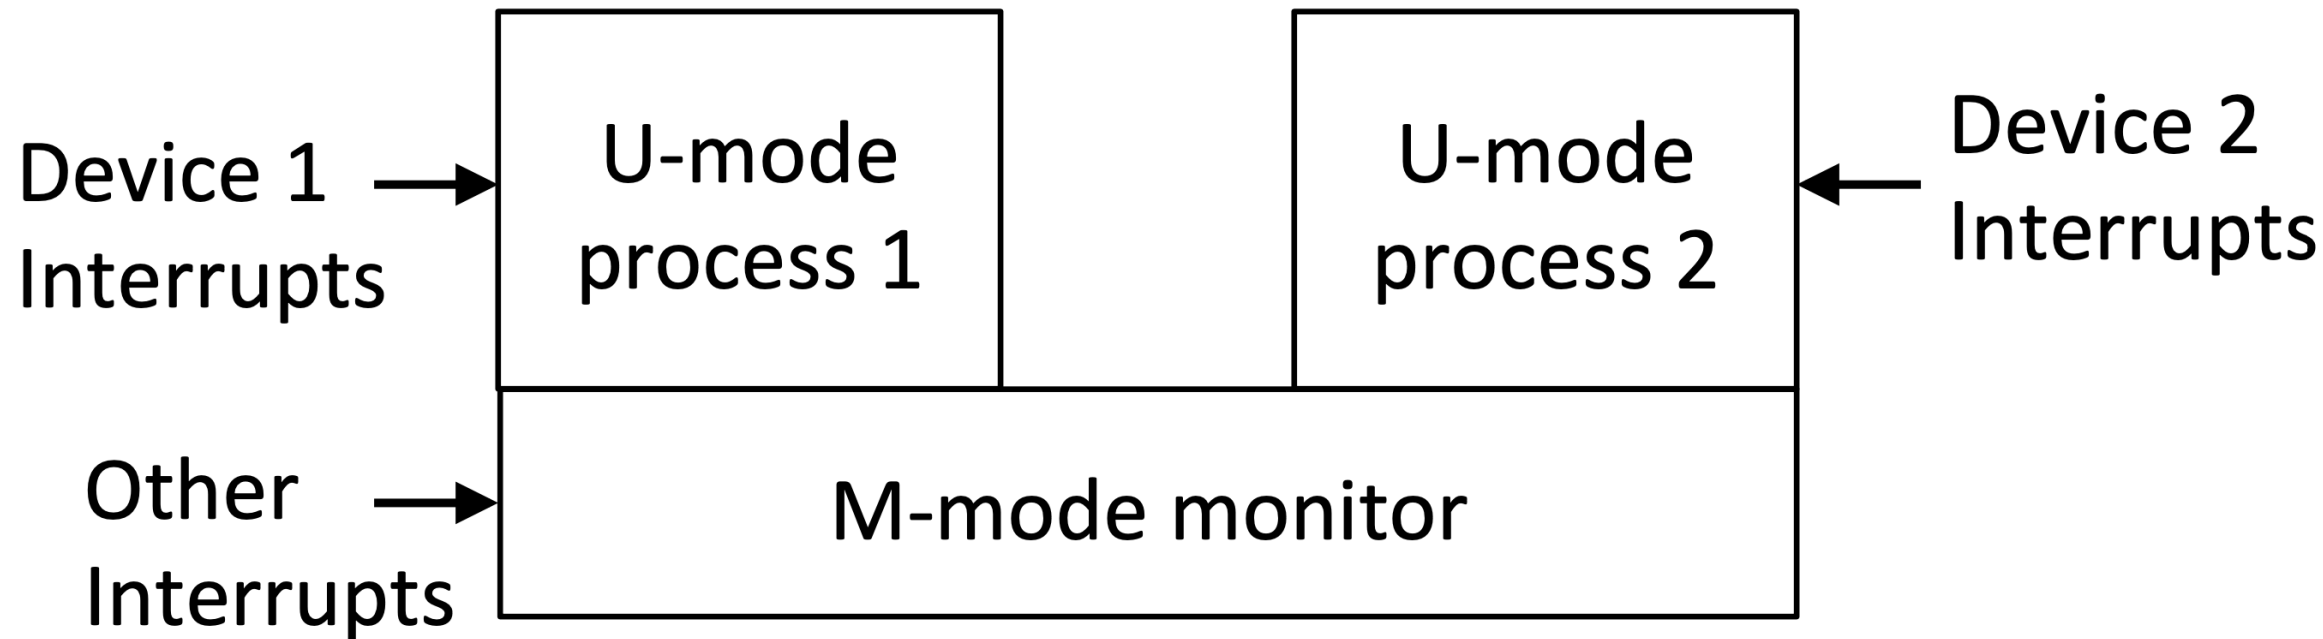 Device 1
Interrupts
U-mode
process 1
U-mode
process 2
Device 2
Interrupts
Other
Interrupts
M-mode monitor